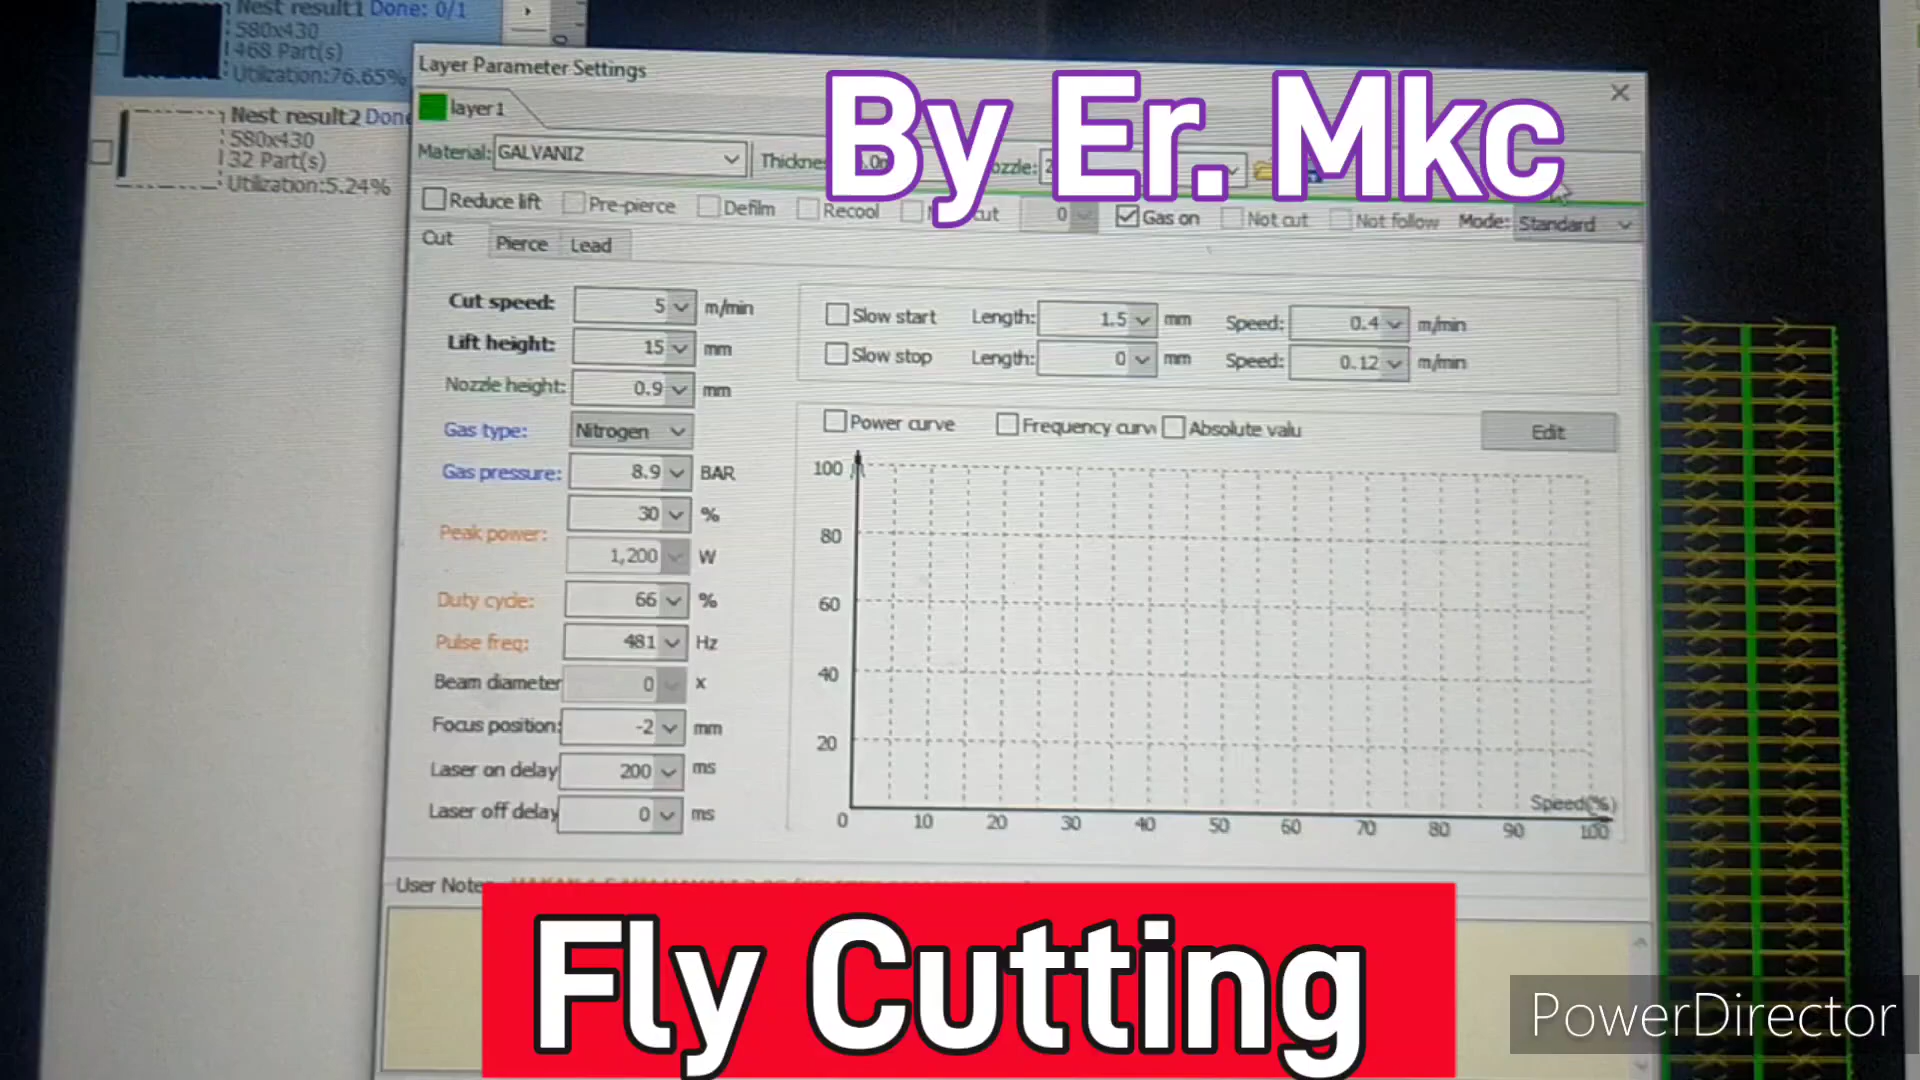 Nest result1 Done: 0/1
580x430
468 Part(s)
Utilization:76.65%
Nest result2 Done
580x430
32 Part(s)
Utilization:5.24%
Layer Parameter Settings
layer1
By Er. Mkc
Material: GALVANIZ
Reduce lift Pre-pierce Defilm Recool 0 Gas on Not cut Not follow Mode: Standard
Cut Pierce Lead
Cut speed: 5 m/min
Lift height: 15 mm
Nozzle height: 0.9 mm
Gas type: Nitrogen
Gas pressure: 8.9 BAR
Peak power: 30 %
1,200 W
Duty cycle: 66 %
Pulse freq: 481 Hz
Beam diameter 0 x
Focus position: -2 mm
Laser on delay 200 ms
Laser off delay 0 ms
Slow start Length: 1.5 mm Speed: 0.4 m/min
Slow stop Length: 0 mm Speed: 0.12 m/min
Power curve Frequency curv Absolute valu Edit
100
80
60
40
20
Speed(%)
0 10 20 30 40 50 60 70 80 90 100
User Note
Fly Cutting
PowerDirector